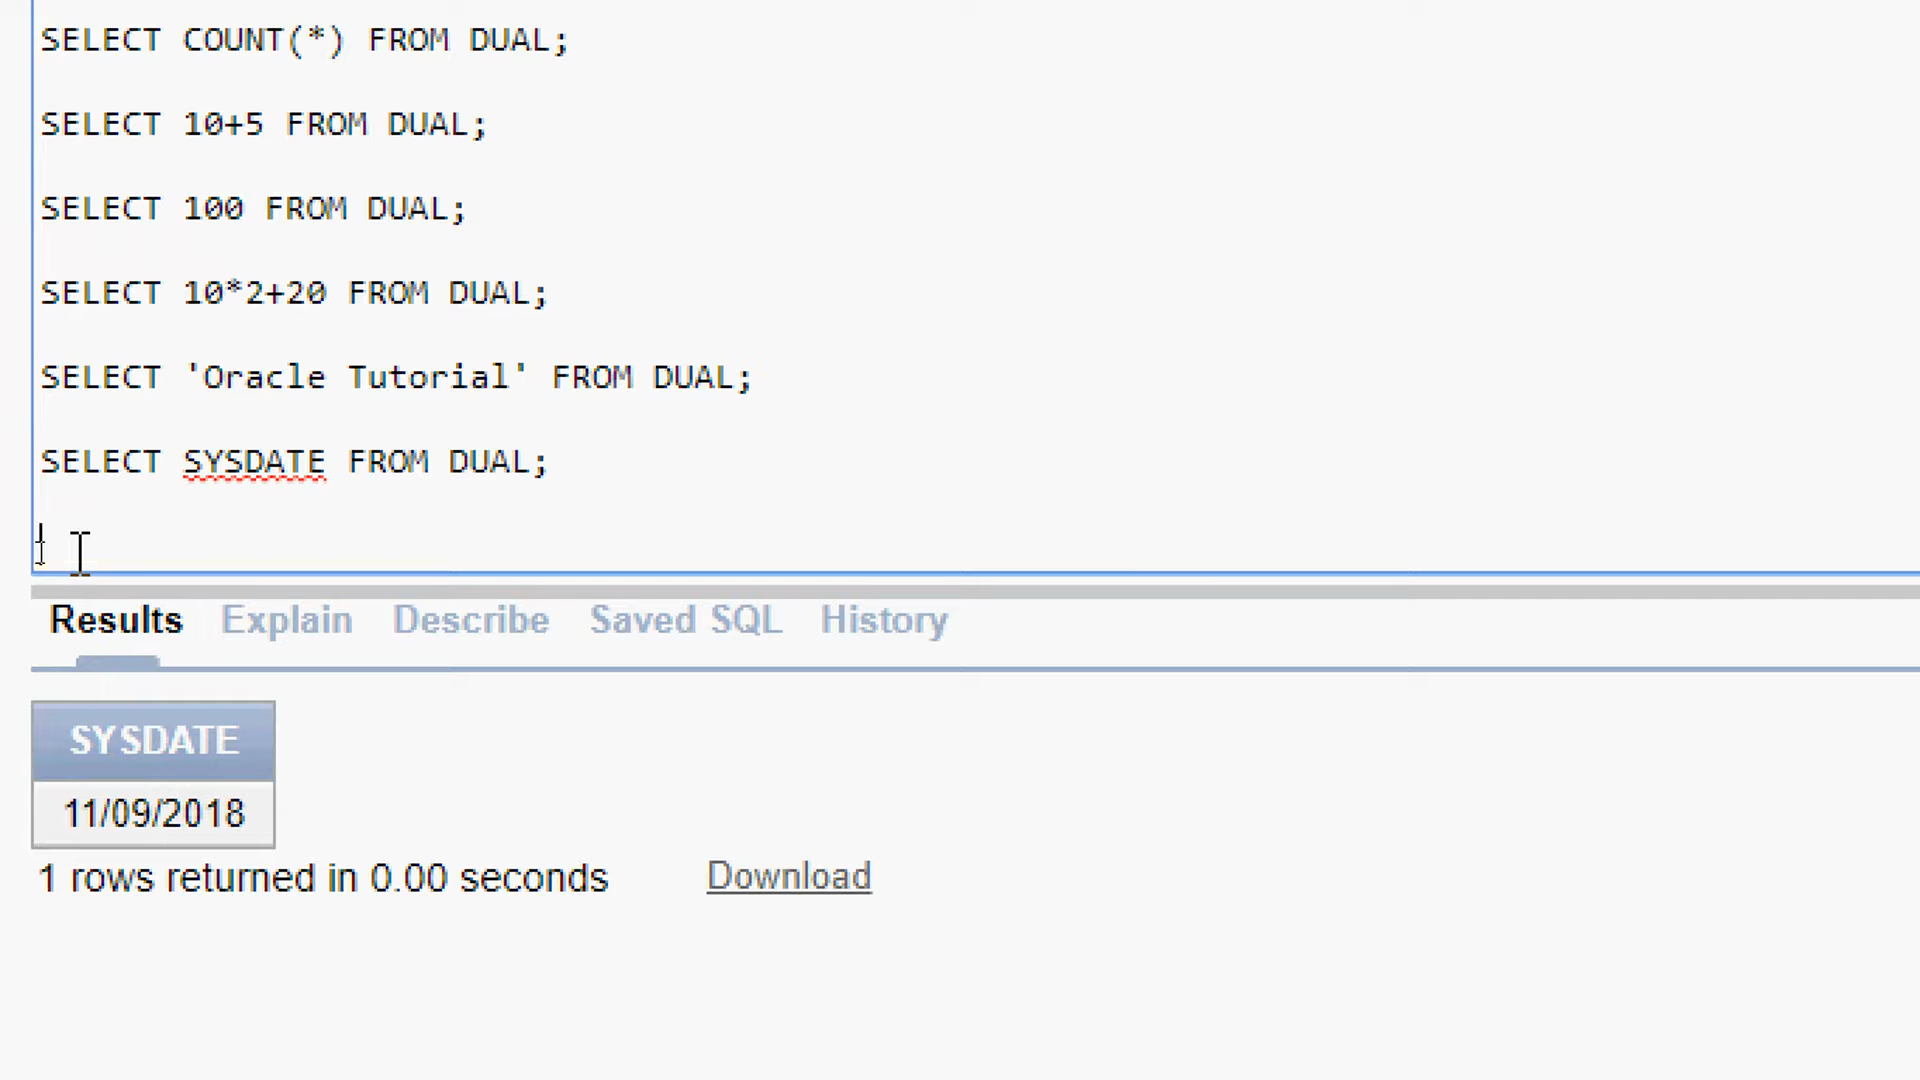 SELECT COUNT(*) FROM DUAL;
SELECT 10+5 FROM DUAL;
SELECT 100 FROM DUAL;
SELECT 10*2+20 FROM DUAL;
SELECT 'Oracle Tutorial' FROM DUAL;
SELECT SYSDATE FROM DUAL;
Results Explain Describe Saved SQL History
SYSDATE
11/09/2018
1 rows returned in 0.00 seconds Download